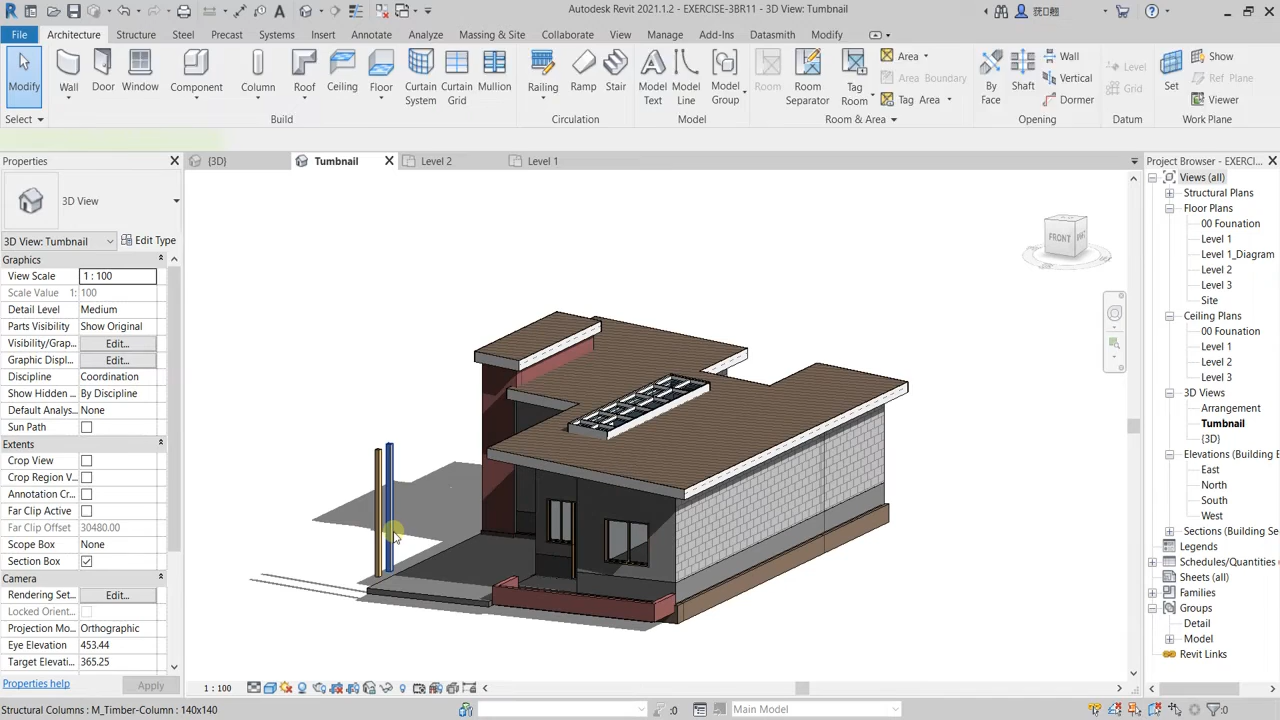 Autodesk Revit 2021.1.2 - EXERCISE-3BR11 - 3D View: Tumbnail
File Architecture Structure Steel Precast Systems Insert Annotate Analyze Massing & Site Collaborate View Manage Add-Ins Datasmith Modify
Modify Wall Door Window Component Column Roof Ceiling Floor Curtain System Curtain Grid Mullion Railing Ramp Stair Model Text Model Line Model Group Room Room Separator Tag Room Area Area Boundary Tag Area By Face Shaft Wall Vertical Dormer Level Grid Set Show Ref Plane Viewer
Select Build Circulation Model Room & Area Opening Datum Work Plane
Properties
{3D} Tumbnail Level 2 Level 1
3D View
3D View: Tumbnail Edit Type
Graphics
View Scale 1 : 100
Scale Value 1: 100
Detail Level Medium
Parts Visibility Show Original
Visibility/Grap... Edit...
Graphic Displ... Edit...
Discipline Coordination
Show Hidden ... By Discipline
Default Analys... None
Sun Path
Extents
Crop View
Crop Region V...
Annotation Cr...
Far Clip Active
Far Clip Offset 30480.00
Scope Box None
Section Box
Camera
Rendering Set... Edit...
Locked Orient...
Projection Mo... Orthographic
Eye Elevation 453.44
Target Elevati... 365.25
Properties help Apply
FRONT
Project Browser - EXERCI...
Views (all)
Structural Plans
Floor Plans
00 Founation
Level 1
Level 1_Diagram
Level 2
Level 3
Site
Ceiling Plans
00 Founation
Level 1
Level 2
Level 3
3D Views
Arrangement
Tumbnail
{3D}
Elevations (Building E
East
North
South
West
Sections (Building Se
Legends
Schedules/Quantities (
Sheets (all)
Families
Groups
Detail
Model
Revit Links
1 : 100
Structural Columns : M_Timber-Column : 140x140
:0 Main Model :0